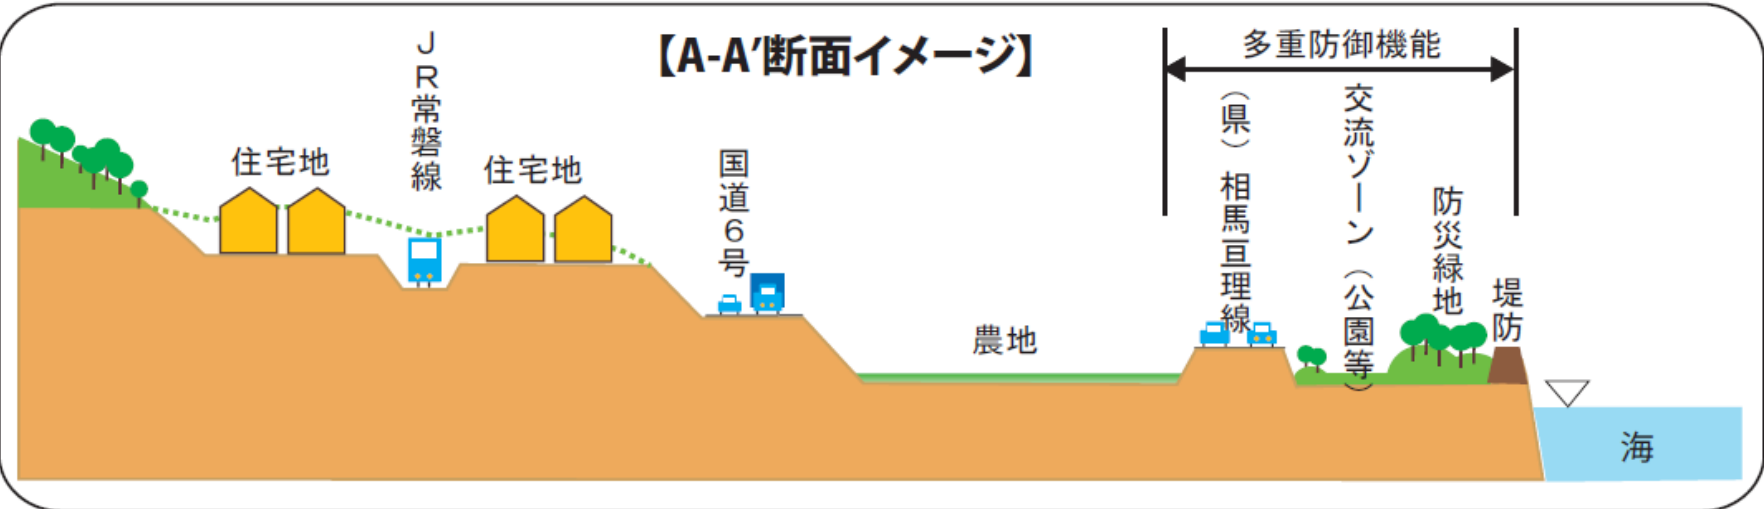 【A-A’断面イメージ】
住宅地
JR常磐線
住宅地
国道6号
農地
多重防御機能
（県）相馬亘理線
交流ゾーン（公園等）
防災緑地
堤防
海